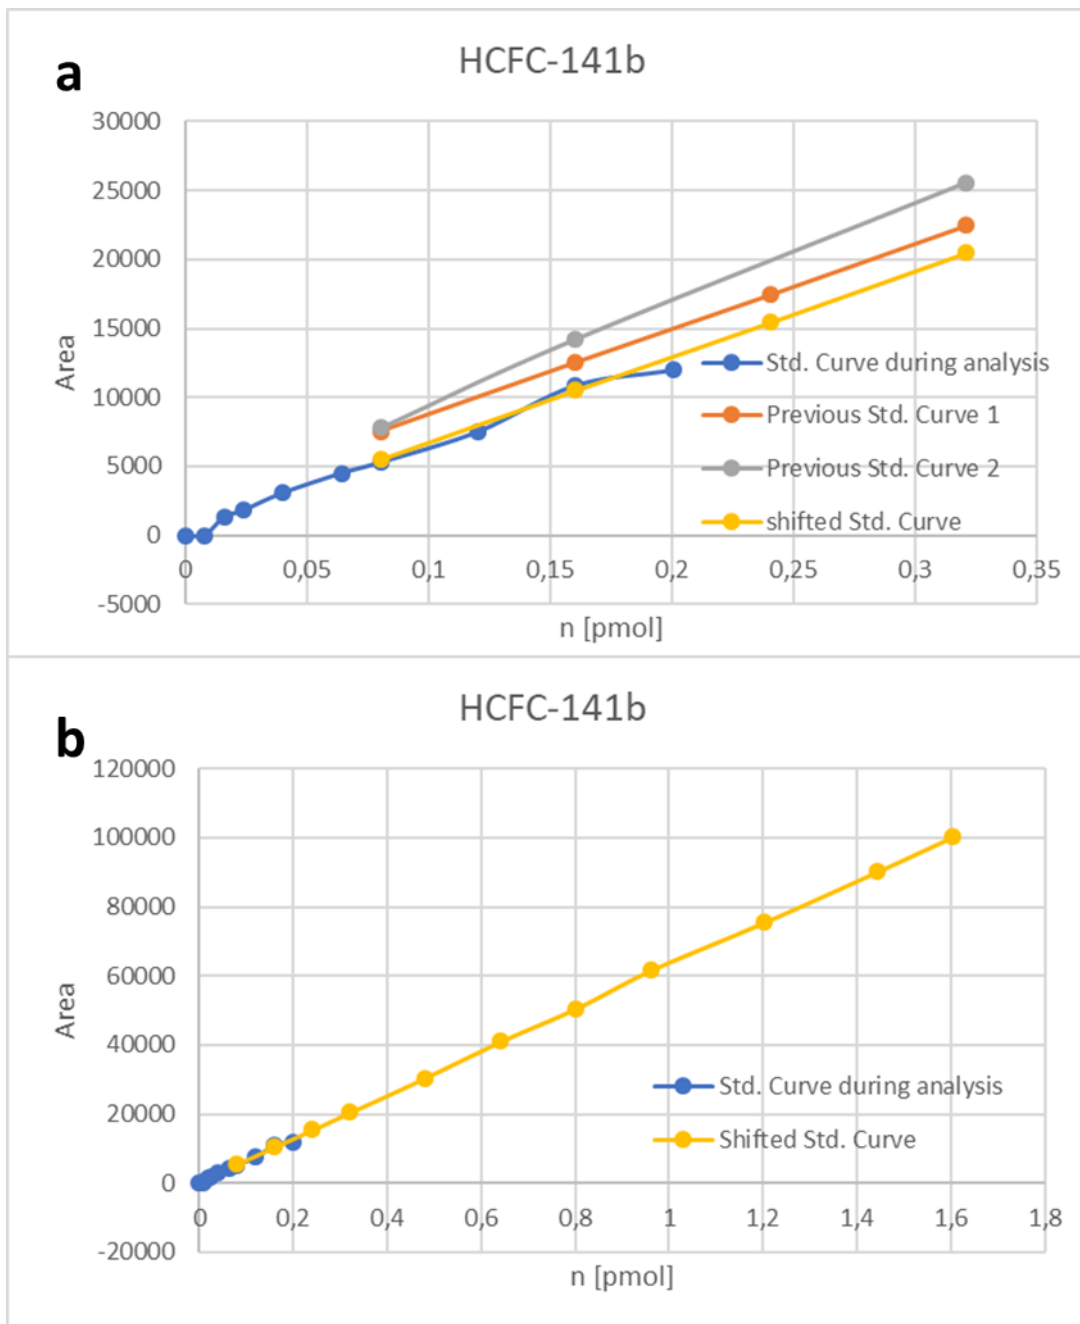 a
HCFC-141b
30000
25000
20000
15000
10000
5000
0
-5000
Area
Std. Curve during analysis
Previous Std. Curve 1
Previous Std. Curve 2
shifted Std. Curve
0 0,05 0,1 0,15 0,2 0,25 0,3 0,35
n [pmol]
b
HCFC-141b
120000
100000
80000
60000
40000
20000
0
-20000
Area
Std. Curve during analysis
Shifted Std. Curve
0 0,2 0,4 0,6 0,8 1 1,2 1,4 1,6 1,8
n [pmol]